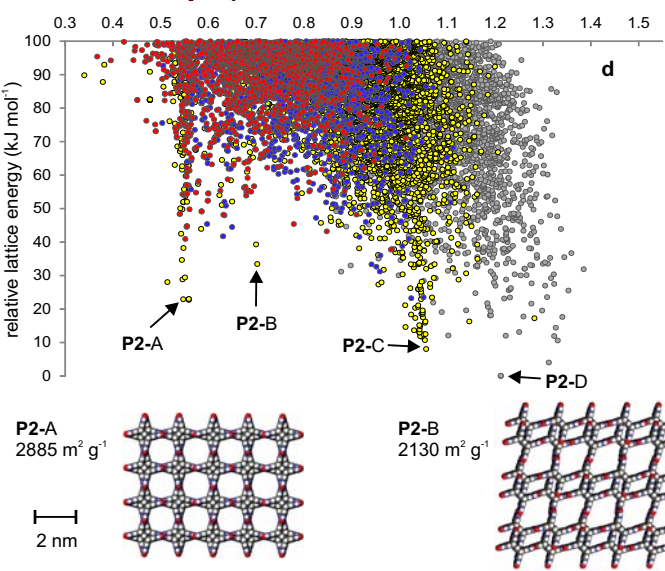 0.3 0.4 0.5 0.6 0.7 0.8 0.9 1.0 1.1 1.2 1.3 1.4 1.5
d
relative lattice energy (kJ mol⁻¹)
100
90
80
70
60
50
40
30
20
10
0
P2-A
P2-B
P2-C
P2-D
P2-A
2885 m² g⁻¹
P2-B
2130 m² g⁻¹
2 nm